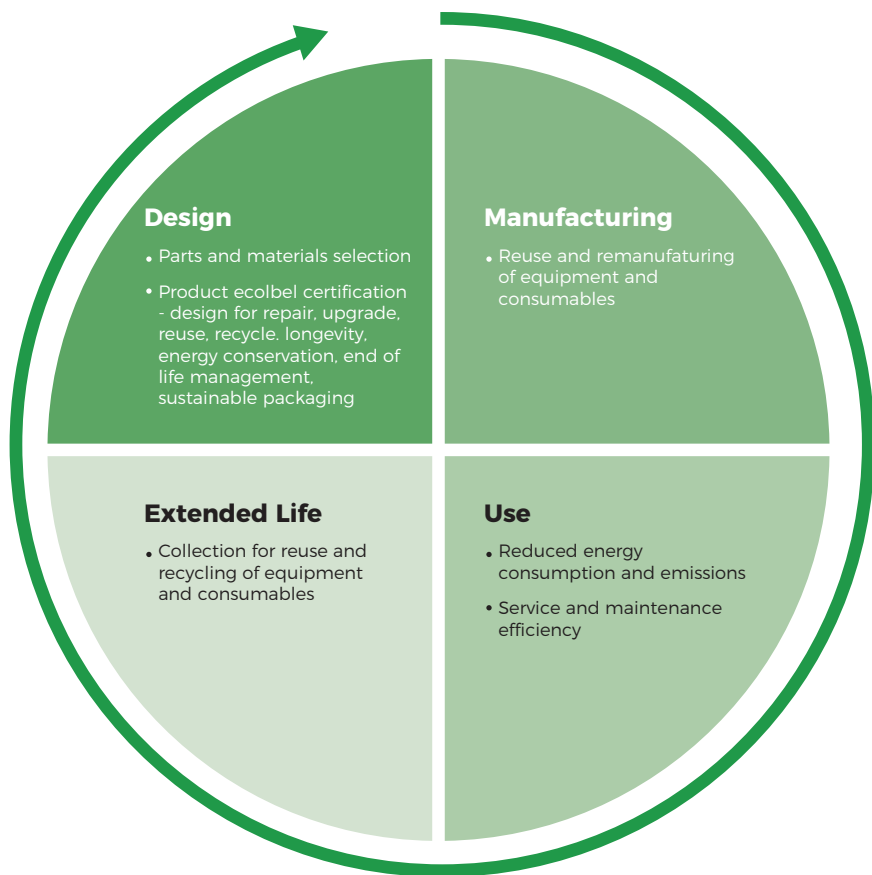 Design
• Parts and materials selection
• Product ecolbel certification
- design for repair, upgrade,
reuse, recycle. longevity,
energy conservation, end of
life management,
sustainable packaging
Manufacturing
• Reuse and remanufaturing
of equipment and
consumables
Extended Life
• Collection for reuse and
recycling of equipment
and consumables
Use
• Reduced energy
consumption and emissions
• Service and maintenance
efficiency